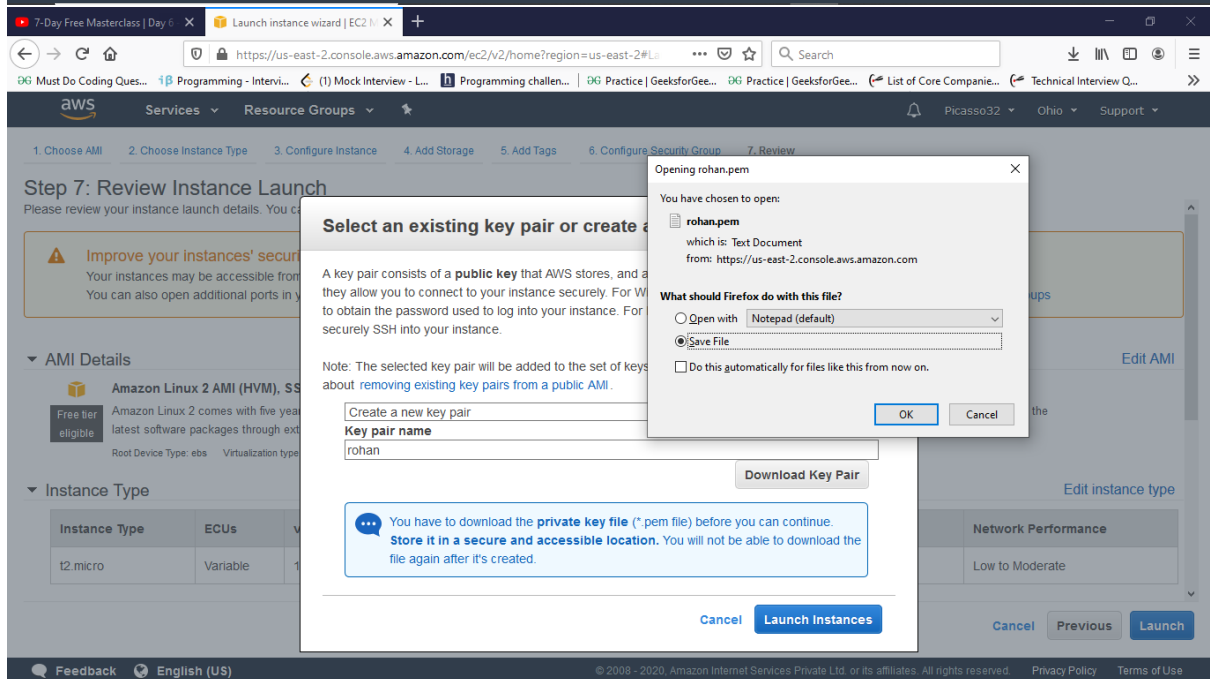 7-Day Free Masterclass | Day 6
Launch instance wizard | EC2 M
https://us-east-2.console.aws.amazon.com/ec2/v2/home?region=us-east-2#La
Search
Must Do Coding Ques...
Programming - Intervi...
(1) Mock Interview - L...
Programming challen...
Practice | GeeksforGee...
Practice | GeeksforGee...
List of Core Companie...
Technical Interview Q...
aws
Services
Resource Groups
Picasso32
Ohio
Support
1. Choose AMI
2. Choose Instance Type
3. Configure Instance
4. Add Storage
5. Add Tags
6. Configure Security Group
7. Review
Step 7: Review Instance Launch
Please review your instance launch details. You ca
Improve your instances' securi
Your instances may be accessible from
You can also open additional ports in y
ups
AMI Details
Edit AMI
Amazon Linux 2 AMI (HVM), SS
Free tier
eligible
Amazon Linux 2 comes with five yea
the
latest software packages through ext
Root Device Type: ebs Virtualization type
Instance Type
Edit instance type
Instance Type
ECUs
v
Network Performance
t2.micro
Variable
1
Low to Moderate
Cancel
Previous
Launch
Select an existing key pair or create a
A key pair consists of a public key that AWS stores, and a
they allow you to connect to your instance securely. For Wi
to obtain the password used to log into your instance. For
securely SSH into your instance.
Note: The selected key pair will be added to the set of keys
about removing existing key pairs from a public AMI.
Create a new key pair
Key pair name
rohan
Download Key Pair
You have to download the private key file (*.pem file) before you can continue.
Store it in a secure and accessible location. You will not be able to download the
file again after it's created.
Cancel
Launch Instances
Opening rohan.pem
You have chosen to open:
rohan.pem
which is: Text Document
from: https://us-east-2.console.aws.amazon.com
What should Firefox do with this file?
Open with
Notepad (default)
Save File
Do this automatically for files like this from now on.
OK
Cancel
Feedback
English (US)
© 2008 - 2020, Amazon Internet Services Private Ltd. or its affiliates. All rights reserved.
Privacy Policy
Terms of Use